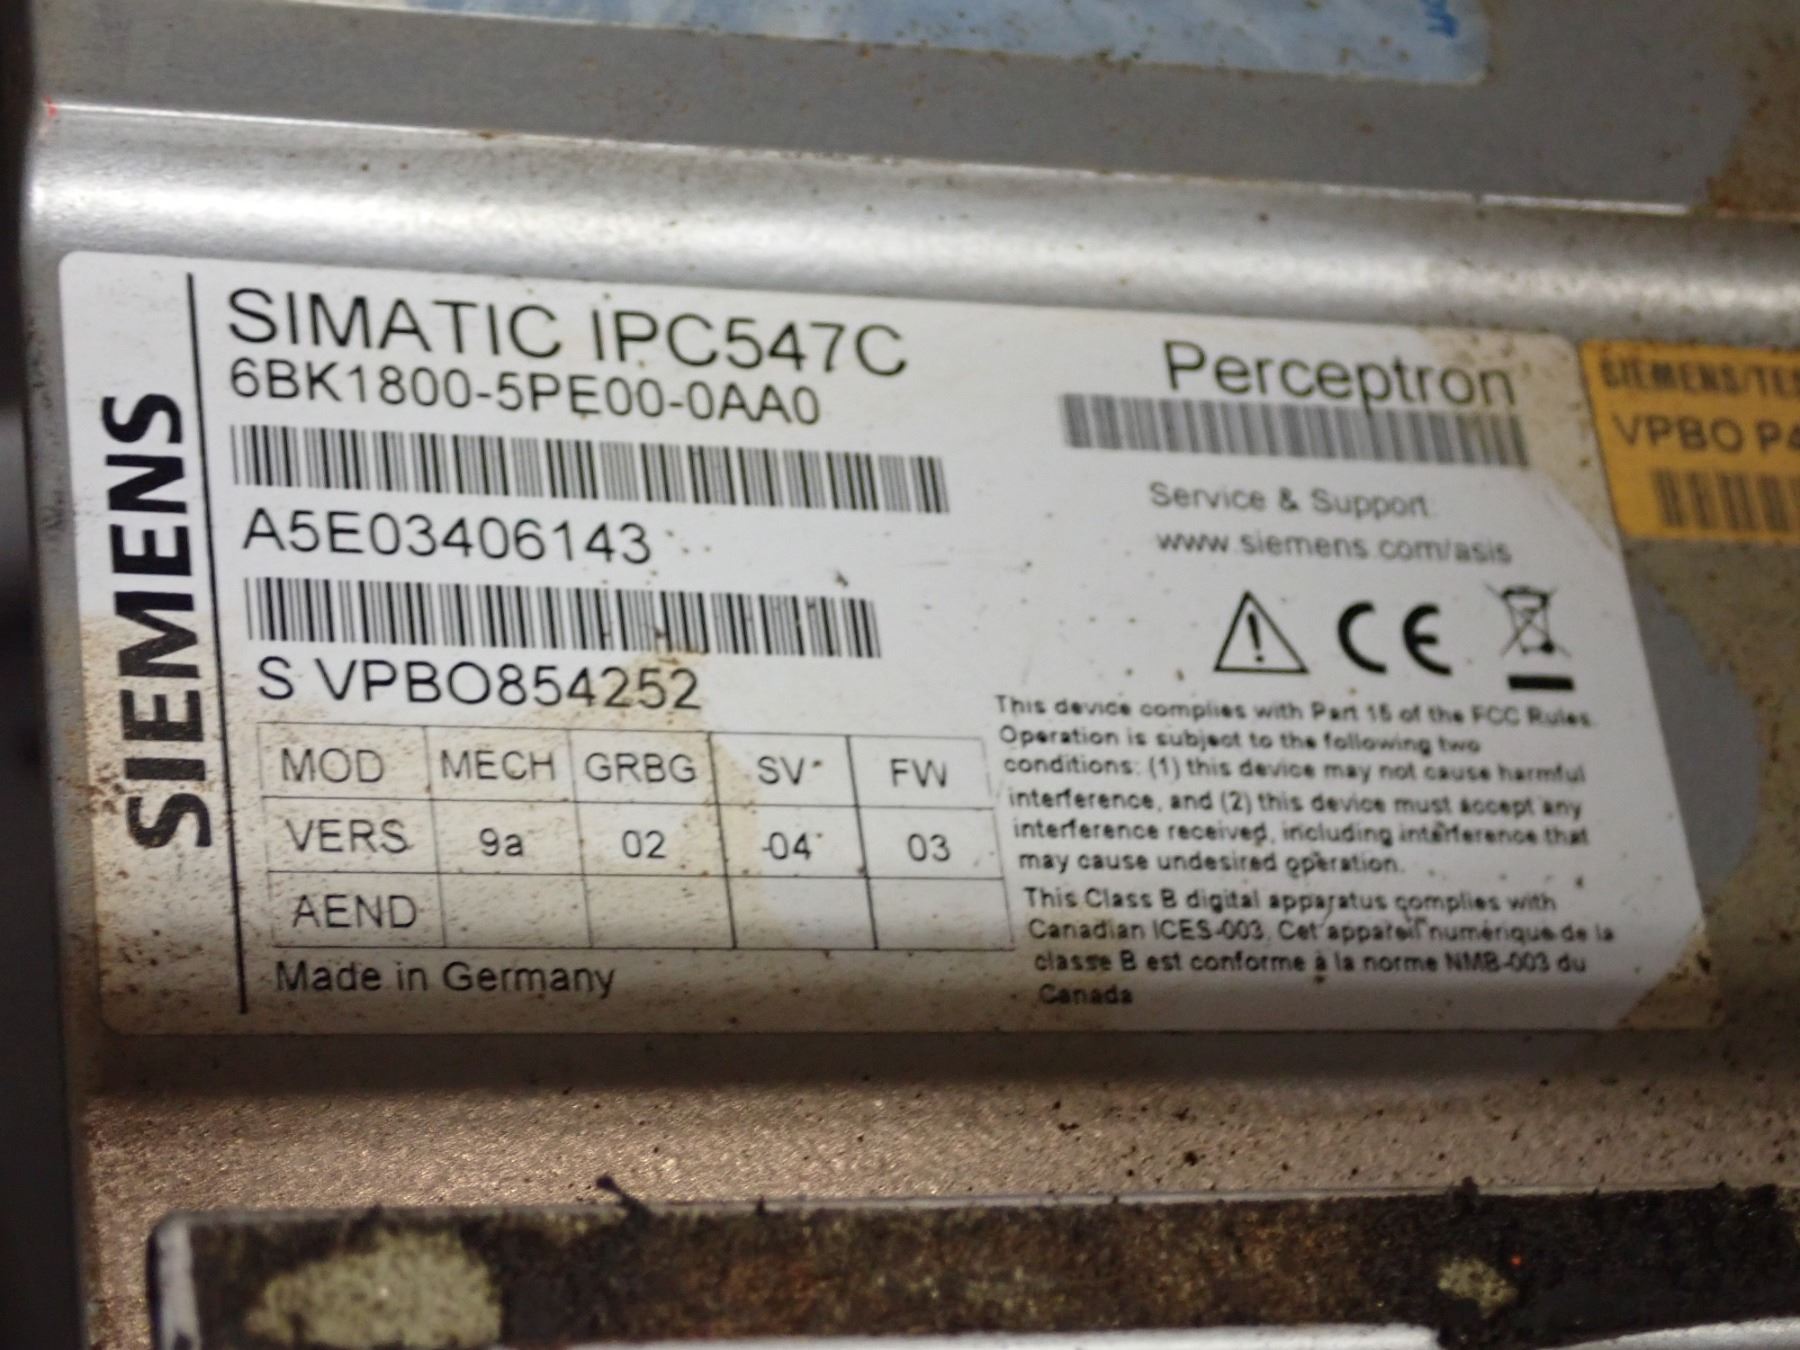 SIEMENS
SIMATIC IPC547C
6BK1800-5PE00-0AA0
A5E03406143
S VPBO854252
MOD MECH GRBG SV FW
VERS 9a 02 04 03
AEND
Made in Germany
Perceptron
Service & Support:
www.siemens.com/asis
CE
This device complies with Part 15 of the FCC Rules.
Operation is subject to the following two
conditions: (1) this device may not cause harmful
interference, and (2) this device must accept any
interference received, including interference that
may cause undesired operation.
This Class B digital apparatus complies with
Canadian ICES-003. Cet appareil numérique de la
classe B est conforme à la norme NMB-003 du
Canada
VPBO